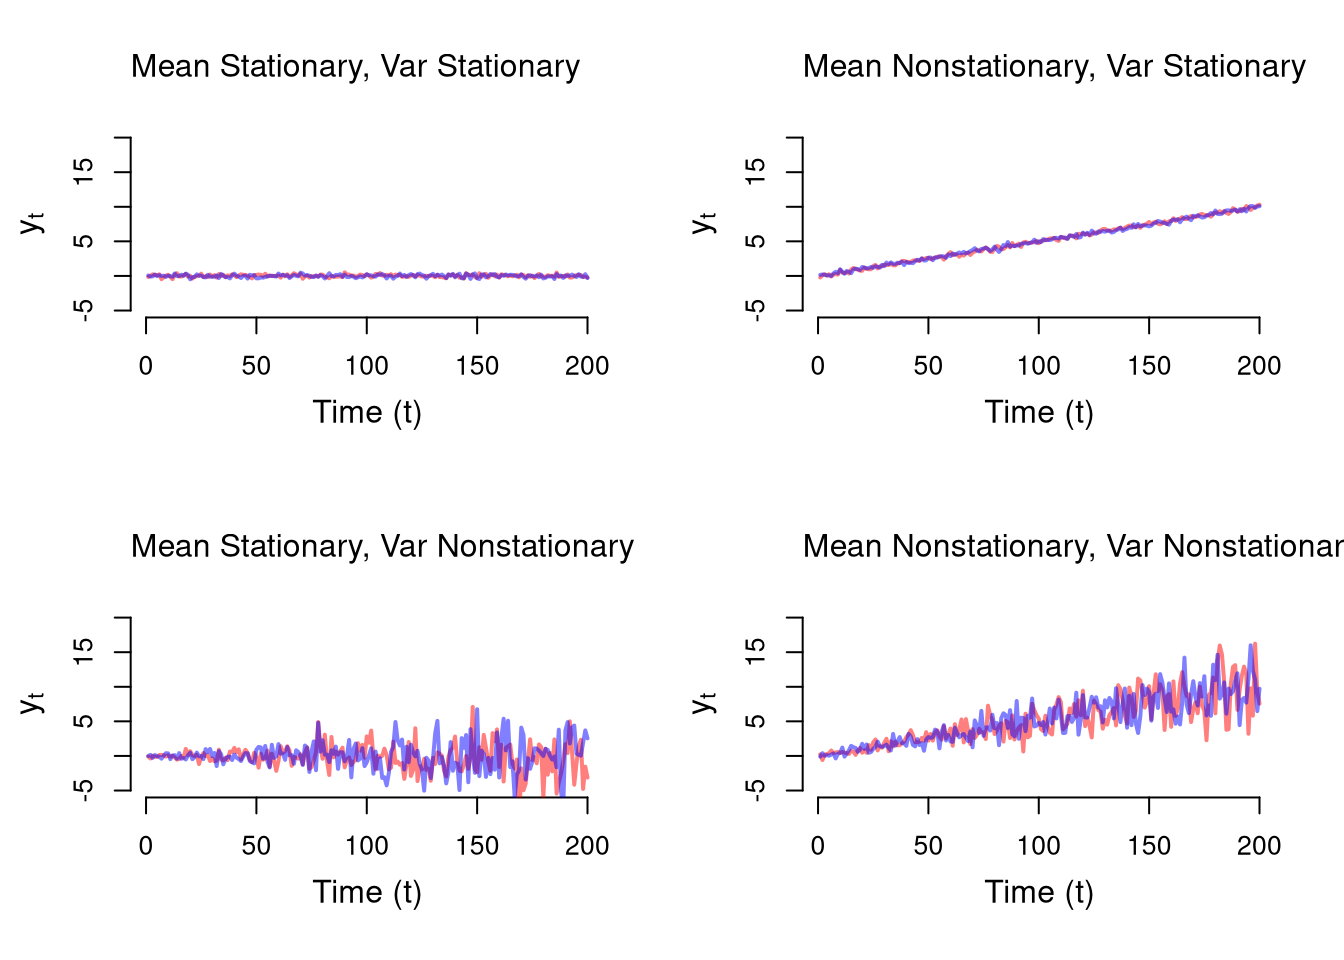 Mean Stationary, Var Stationary
15
5
-5
yt
0 50 100 150 200
Time (t)
Mean Nonstationary, Var Stationary
15
5
-5
yt
0 50 100 150 200
Time (t)
Mean Stationary, Var Nonstationary
15
5
-5
yt
0 50 100 150 200
Time (t)
Mean Nonstationary, Var Nonstationar
15
5
-5
yt
0 50 100 150 200
Time (t)